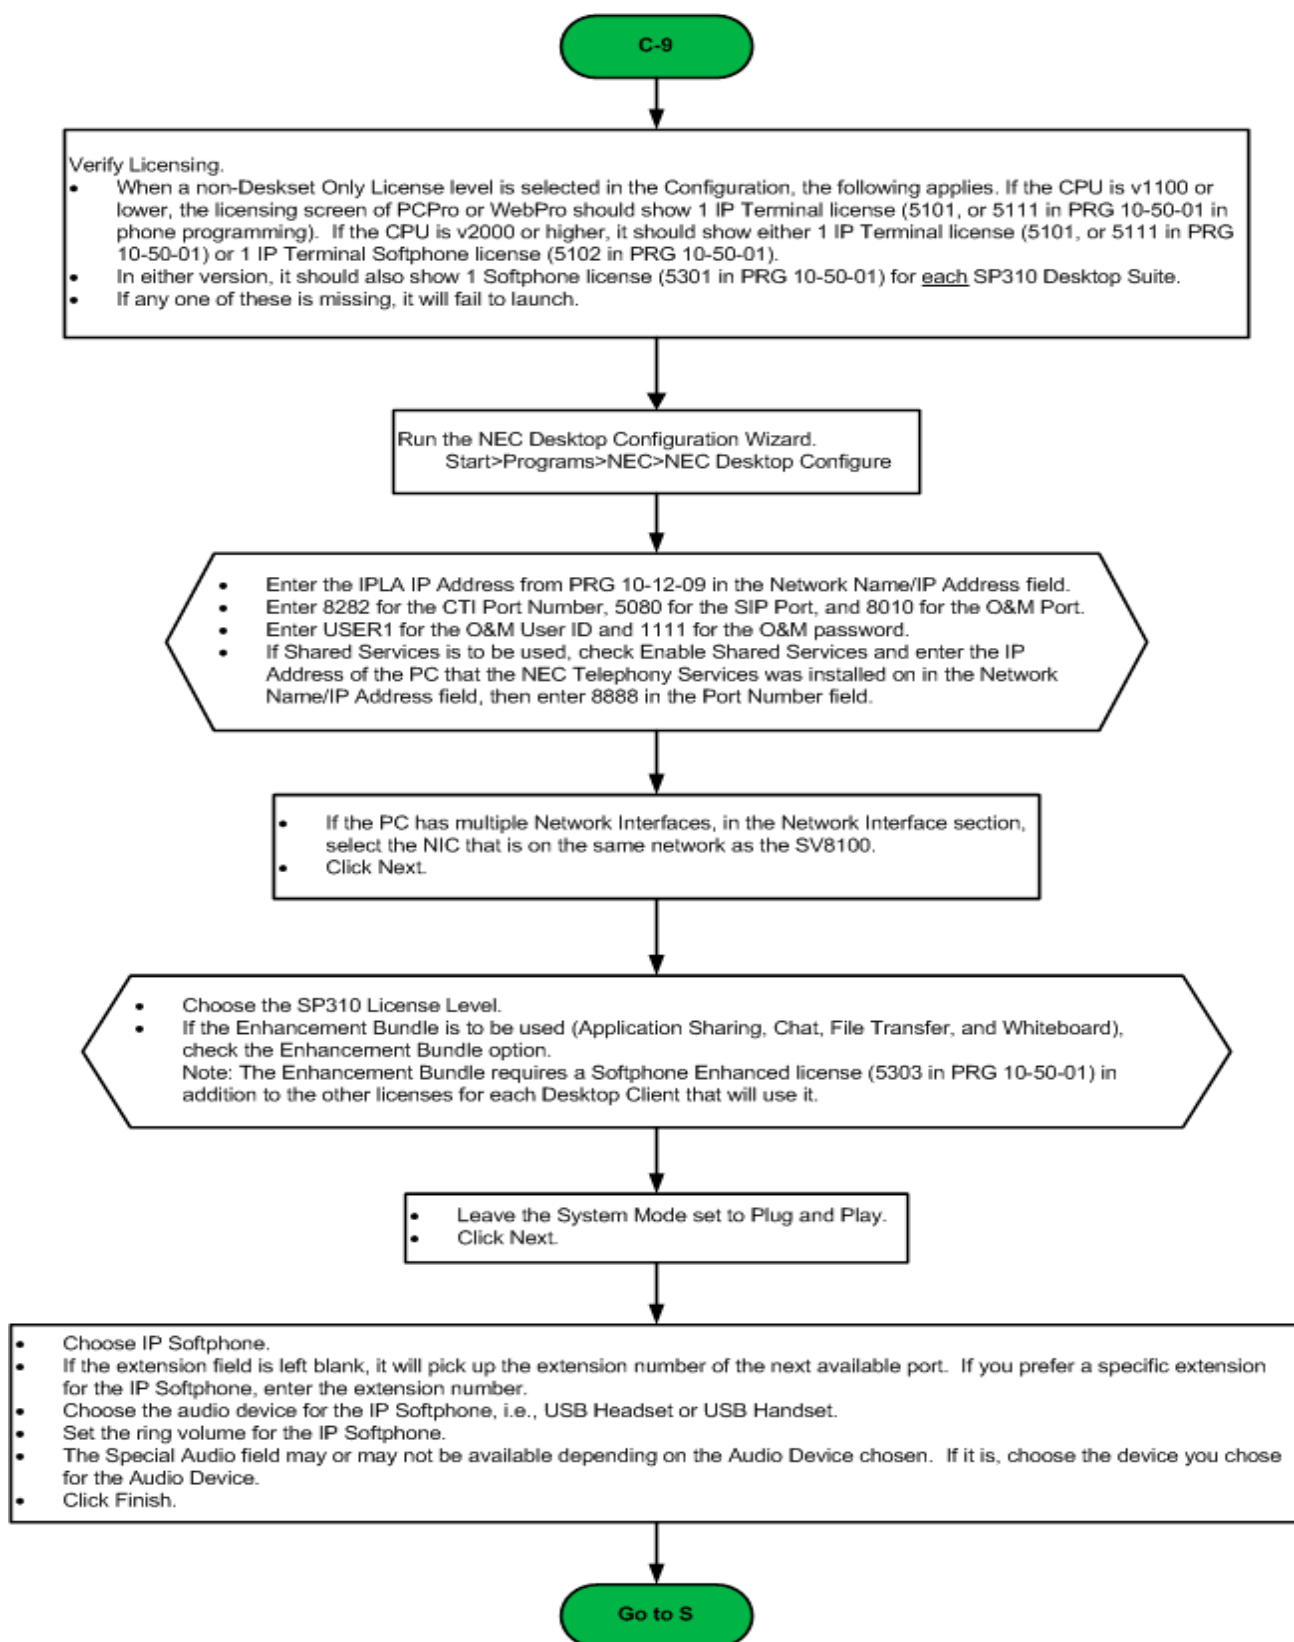 C-9
Verify Licensing.
• When a non-Deskset Only License level is selected in the Configuration, the following applies. If the CPU is v1100 or
lower, the licensing screen of PCPro or WebPro should show 1 IP Terminal license (5101, or 5111 in PRG 10-50-01 in
phone programming).  If the CPU is v2000 or higher, it should show either 1 IP Terminal license (5101, or 5111 in PRG
10-50-01) or 1 IP Terminal Softphone license (5102 in PRG 10-50-01).
• In either version, it should also show 1 Softphone license (5301 in PRG 10-50-01) for each SP310 Desktop Suite.
• If any one of these is missing, it will fail to launch.
Run the NEC Desktop Configuration Wizard.
Start>Programs>NEC>NEC Desktop Configure
• Enter the IPLA IP Address from PRG 10-12-09 in the Network Name/IP Address field.
• Enter 8282 for the CTI Port Number, 5080 for the SIP Port, and 8010 for the O&M Port.
• Enter USER1 for the O&M User ID and 1111 for the O&M password.
• If Shared Services is to be used, check Enable Shared Services and enter the IP
Address of the PC that the NEC Telephony Services was installed on in the Network
Name/IP Address field, then enter 8888 in the Port Number field.
• If the PC has multiple Network Interfaces, in the Network Interface section,
select the NIC that is on the same network as the SV8100.
• Click Next.
• Choose the SP310 License Level.
• If the Enhancement Bundle is to be used (Application Sharing, Chat, File Transfer, and Whiteboard),
check the Enhancement Bundle option.
Note: The Enhancement Bundle requires a Softphone Enhanced license (5303 in PRG 10-50-01) in
addition to the other licenses for each Desktop Client that will use it.
• Leave the System Mode set to Plug and Play.
• Click Next.
• Choose IP Softphone.
• If the extension field is left blank, it will pick up the extension number of the next available port.  If you prefer a specific extension
for the IP Softphone, enter the extension number.
• Choose the audio device for the IP Softphone, i.e., USB Headset or USB Handset.
• Set the ring volume for the IP Softphone.
• The Special Audio field may or may not be available depending on the Audio Device chosen.  If it is, choose the device you chose
for the Audio Device.
• Click Finish.
Go to S